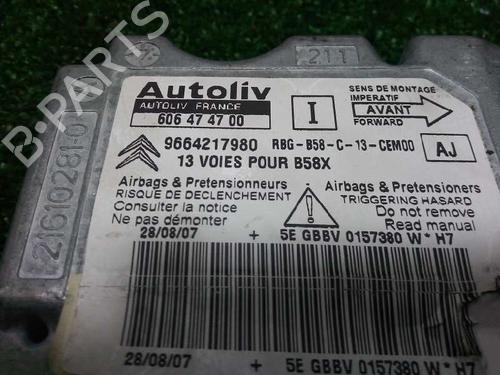 B-PARTS
211
21610281-0
Autoliv
AUTOLIV FRANCE
606 47 47 00
I
SENS DE MONTAGE
IMPERATIF
AVANT
FORWARD
9664217980 RBG-B58-C-13-CEM00
13 VOIES POUR B58X
AJ
Airbags & Pretensionneurs
RISQUE DE DECLENCHEMENT
Consulter la notice
Ne pas démonter
Airbags & Pretensioners
TRIGGERING HASARD
Do not remove
Read manual
28/08/07 + 5E GBBV 0157380 W * H7
28/08/07 + 5E GBBV 0157380 W * H7